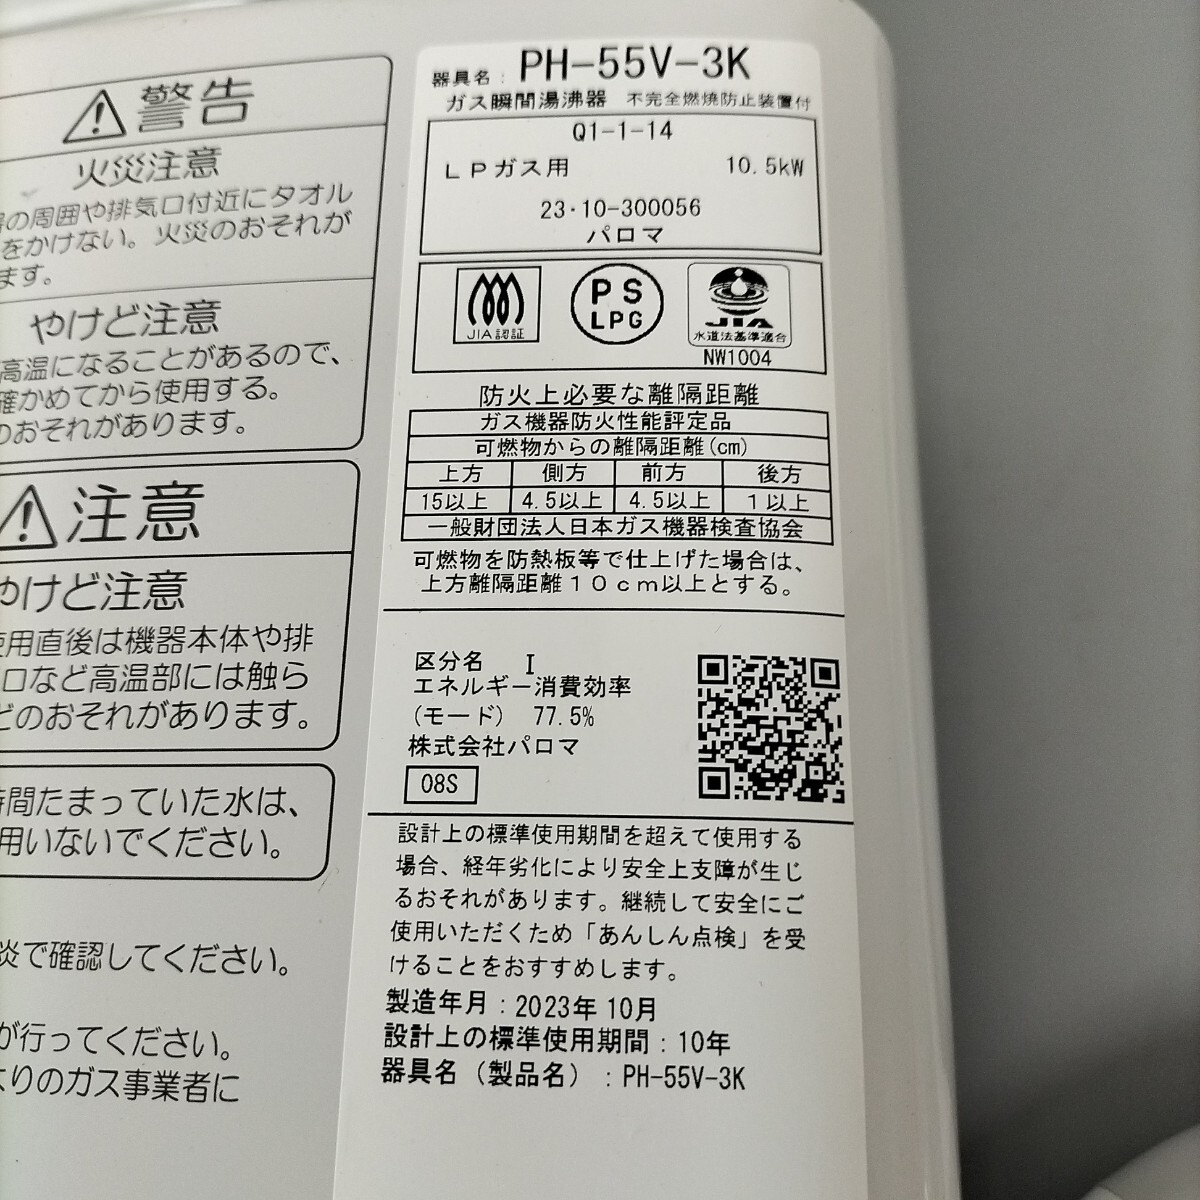 警告
火災注意
の周囲や排気口付近にタオル
をかけない。火災のおそれが
ます。
やけど注意
高温になることがあるので、
確かめてから使用する。
のおそれがあります。
注意
やけど注意
使用直後は機器本体や排
口など高温部には触ら
どのおそれがあります。
時間たまっていた水は、
用いないでください。
炎で確認してください。
が行ってください。
よりのガス事業者に
器具名: PH-55V-3K
ガス瞬間湯沸器 不完全燃焼防止装置付
Q1-1-14
LPガス用 10.5kW
23・10-300056
パロマ
JIA認証
PS
LPG
JIA
水道法基準適合
NW1004
防火上必要な離隔距離
ガス機器防火性能評定品
可燃物からの離隔距離(cm)
上方 側方 前方 後方
15以上 4.5以上 4.5以上 1以上
一般財団法人日本ガス機器検査協会
可燃物を防熱板等で仕上げた場合は、
上方離隔距離10cm以上とする。
区分名 I
エネルギー消費効率
(モード) 77.5%
株式会社パロマ
08S
設計上の標準使用期間を超えて使用する
場合、経年劣化により安全上支障が生じ
るおそれがあります。継続して安全にご
使用いただくため「あんしん点検」を受
けることをおすすめします。
製造年月:2023年10月
設計上の標準使用期間:10年
器具名(製品名):PH-55V-3K